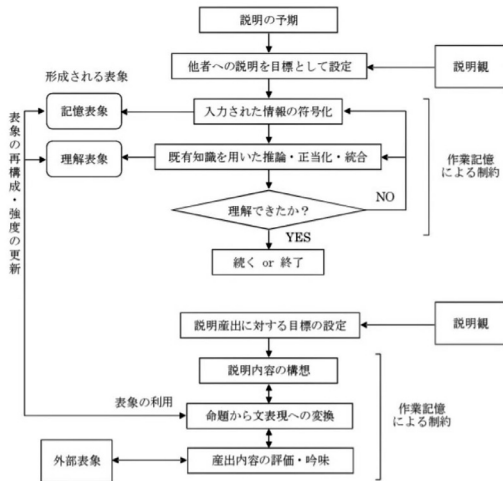 説明の予期
他者への説明を目標として設定
説明観
形成される表象
記憶表象
入力された情報の符号化
理解表象
既有知識を用いた推論・正当化・統合
作業記憶
による制約
表象の再構成・強度の更新
理解できたか？
NO
YES
続く or 終了
説明産出に対する目標の設定
説明観
説明内容の構想
表象の利用
命題から文表現への変換
作業記憶
による制約
外部表象
産出内容の評価・吟味